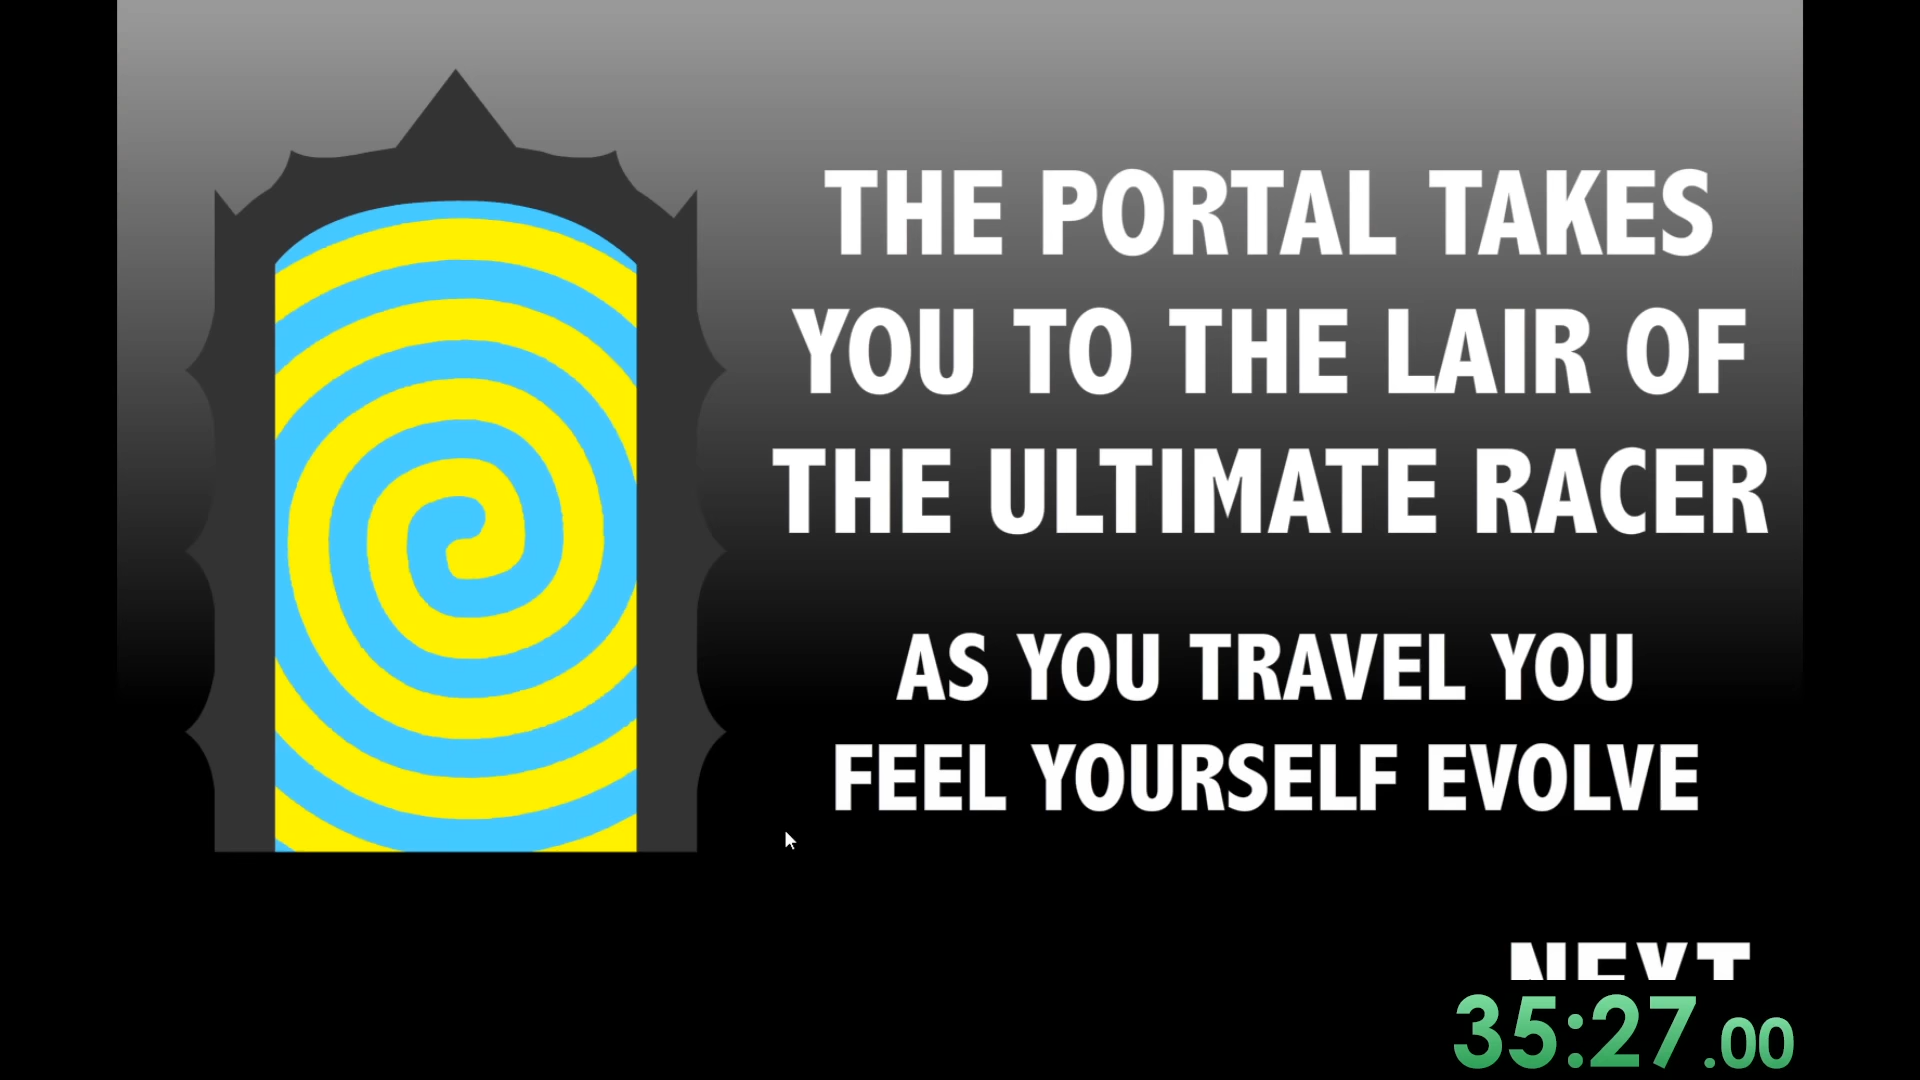 THE PORTAL TAKES
YOU TO THE LAIR OF
THE ULTIMATE RACER
AS YOU TRAVEL YOU
FEEL YOURSELF EVOLVE
NEXT
35:27.00